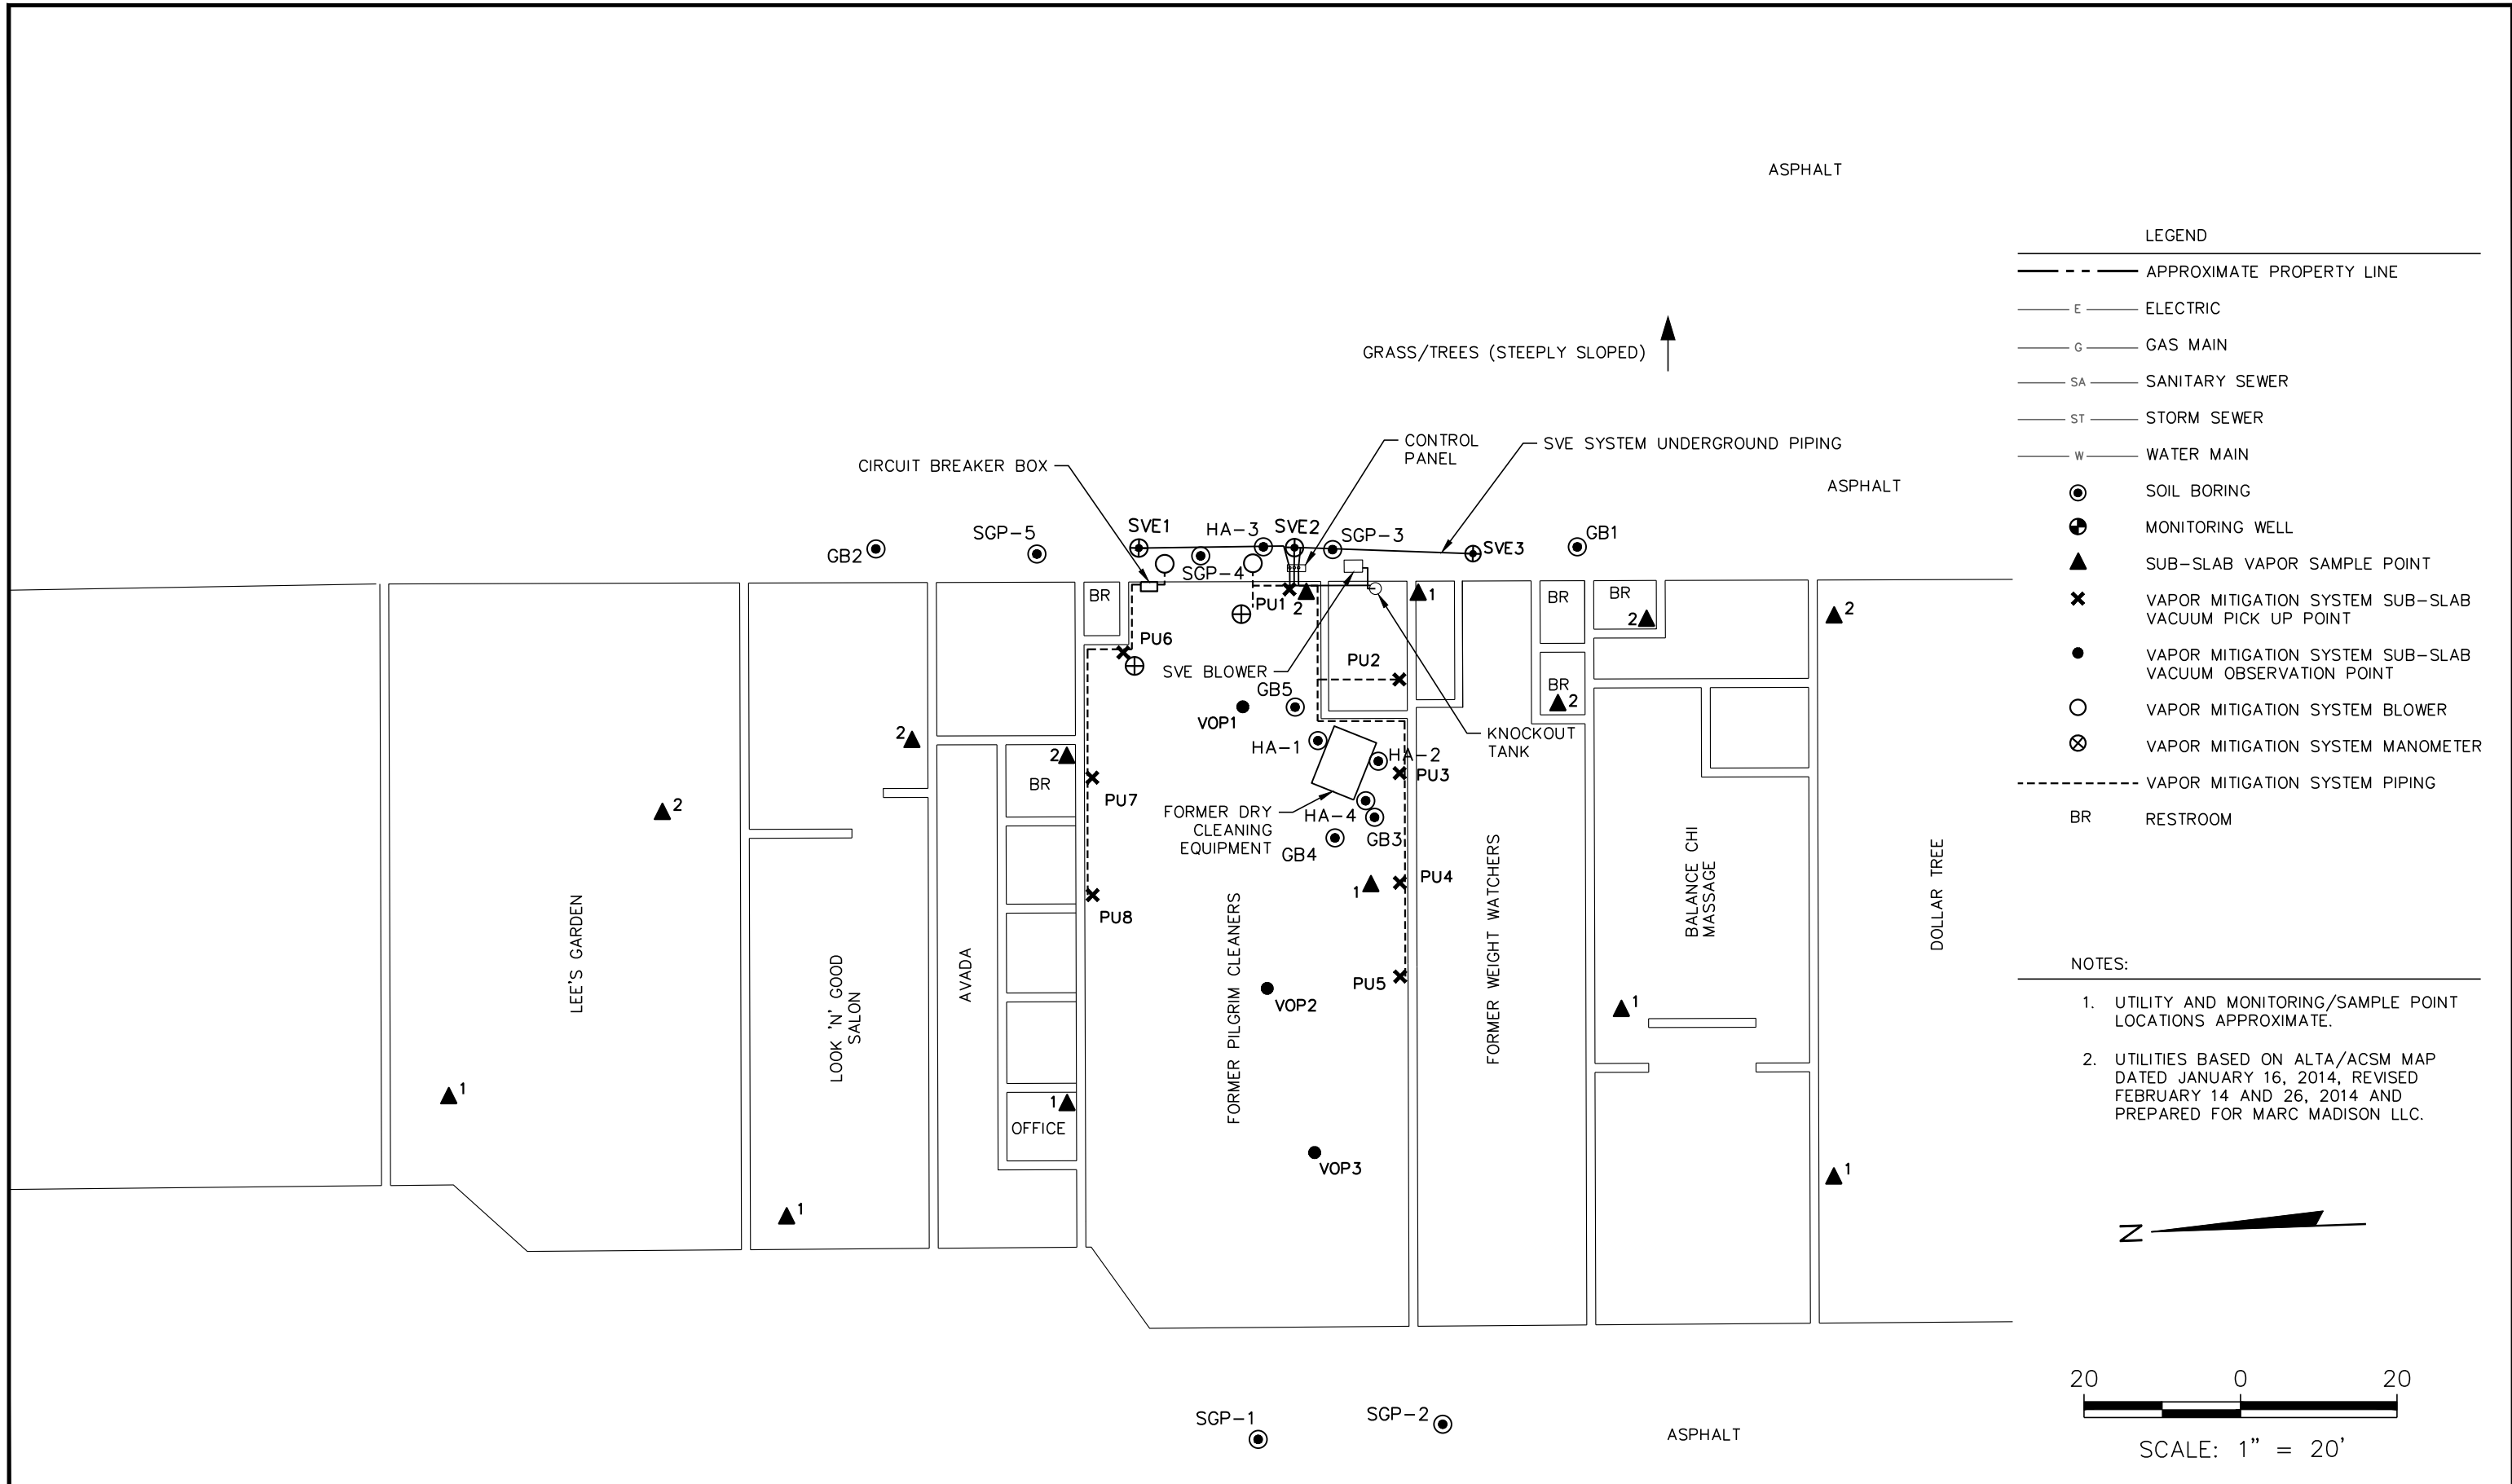 ASPHALT
LEGEND
APPROXIMATE PROPERTY LINE
E ELECTRIC
G GAS MAIN
SA SANITARY SEWER
ST STORM SEWER
W WATER MAIN
SOIL BORING
MONITORING WELL
SUB-SLAB VAPOR SAMPLE POINT
VAPOR MITIGATION SYSTEM SUB-SLAB
VACUUM PICK UP POINT
VAPOR MITIGATION SYSTEM SUB-SLAB
VACUUM OBSERVATION POINT
VAPOR MITIGATION SYSTEM BLOWER
VAPOR MITIGATION SYSTEM MANOMETER
VAPOR MITIGATION SYSTEM PIPING
BR RESTROOM
NOTES:
1. UTILITY AND MONITORING/SAMPLE POINT
LOCATIONS APPROXIMATE.
2. UTILITIES BASED ON ALTA/ACSM MAP
DATED JANUARY 16, 2014, REVISED
FEBRUARY 14 AND 26, 2014 AND
PREPARED FOR MARC MADISON LLC.
N
20 0 20
SCALE: 1" = 20'
GRASS/TREES (STEEPLY SLOPED)
CONTROL
PANEL
SVE SYSTEM UNDERGROUND PIPING
CIRCUIT BREAKER BOX
ASPHALT
GB2
SGP-5
SVE1
HA-3
SVE2
SGP-3
SVE3
GB1
SGP-4
BR
PU1
2
1
BR
BR
2
2
PU6
PU2
SVE BLOWER
GB5
BR
2
VOP1
HA-1
KNOCKOUT
TANK
2
2
HA-2
PU3
BR
PU7
2
FORMER DRY
CLEANING
EQUIPMENT
HA-4
GB3
GB4
1
PU4
PU8
LEE'S GARDEN
LOOK 'N' GOOD
SALON
AVADA
FORMER PILGRIM CLEANERS
FORMER WEIGHT WATCHERS
BALANCE CHI
MASSAGE
DOLLAR TREE
PU5
VOP2
1
1
1
OFFICE
VOP3
1
1
SGP-1
SGP-2
ASPHALT